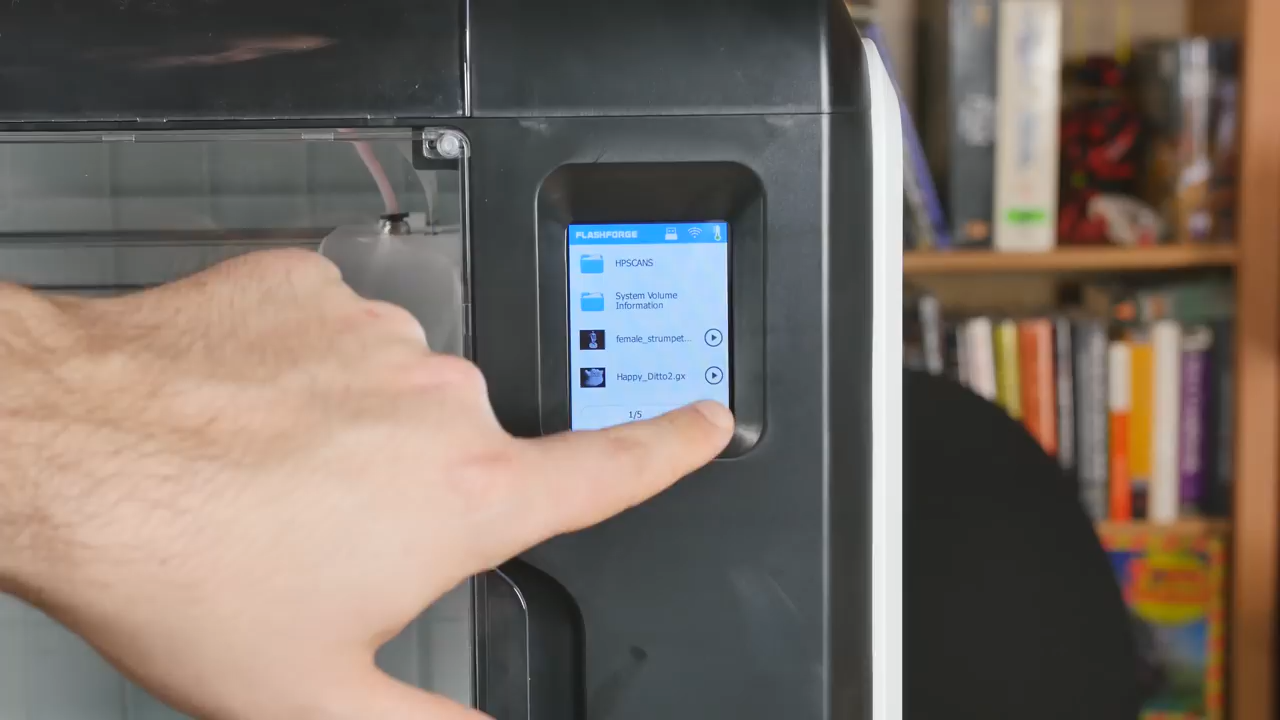 FLASHFORGE
HPSCANS
System Volume
Information
female_strumpet...
Happy_Ditto2.gx
1/5